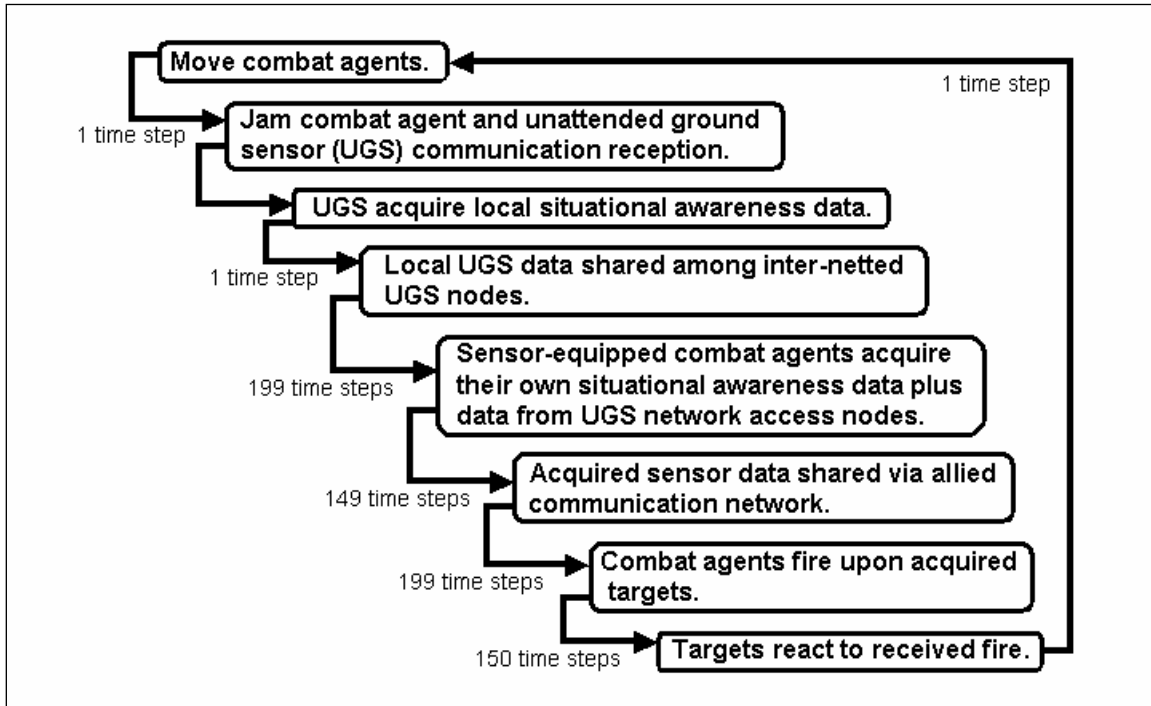 Move combat agents.
1 time step
1 time step
Jam combat agent and unattended ground
sensor (UGS) communication reception.
UGS acquire local situational awareness data.
1 time step
Local UGS data shared among inter-netted
UGS nodes.
199 time steps
Sensor-equipped combat agents acquire
their own situational awareness data plus
data from UGS network access nodes.
149 time steps
Acquired sensor data shared via allied
communication network.
199 time steps
Combat agents fire upon acquired
targets.
150 time steps
Targets react to received fire.